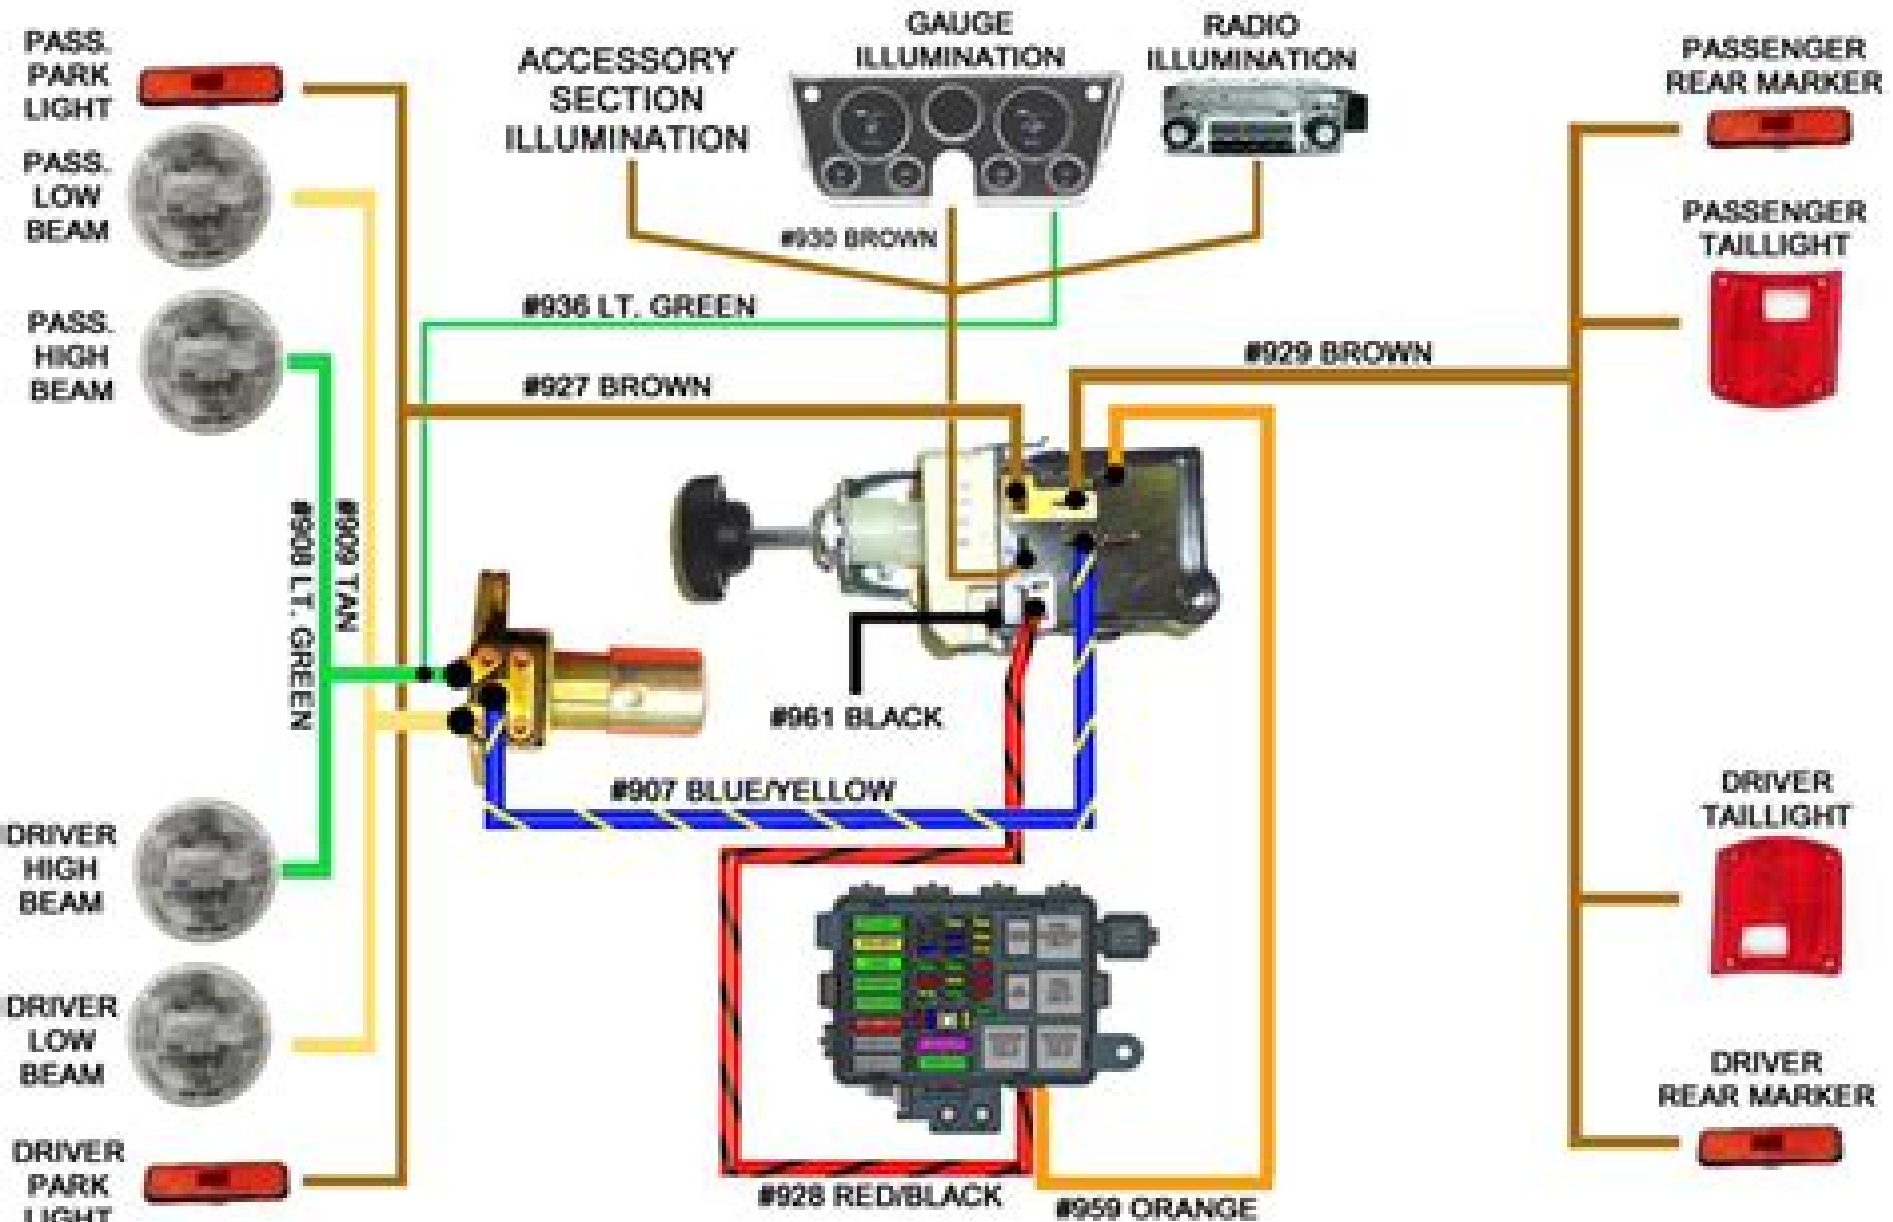 PASS.
PARK
LIGHT
PASS.
LOW
BEAM
PASS.
HIGH
BEAM
ACCESSORY
SECTION
ILLUMINATION
GAUGE
ILLUMINATION
RADIO
ILLUMINATION
PASSENGER
REAR MARKER
PASSENGER
TAILLIGHT
#930 BROWN
#936 LT. GREEN
#927 BROWN
#929 BROWN
#909 TAN
#908 LT. GREEN
#961 BLACK
#907 BLUE/YELLOW
DRIVER
HIGH
BEAM
DRIVER
LOW
BEAM
DRIVER
PARK
LIGHT
DRIVER
TAILLIGHT
DRIVER
REAR MARKER
#928 RED/BLACK
#959 ORANGE